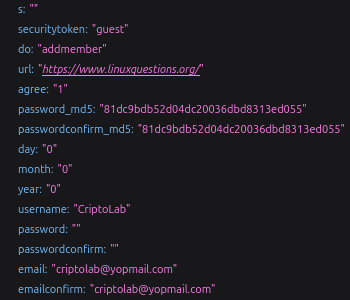 s: ""
securitytoken: "guest"
do: "addmember"
url: "https://www.linuxquestions.org/"
agree: "1"
password_md5: "81dc9bdb52d04dc20036dbd8313ed055"
passwordconfirm_md5: "81dc9bdb52d04dc20036dbd8313ed055"
day: "0"
month: "0"
year: "0"
username: "CriptoLab"
password: ""
passwordconfirm: ""
email: "criptolab@yopmail.com"
emailconfirm: "criptolab@yopmail.com"